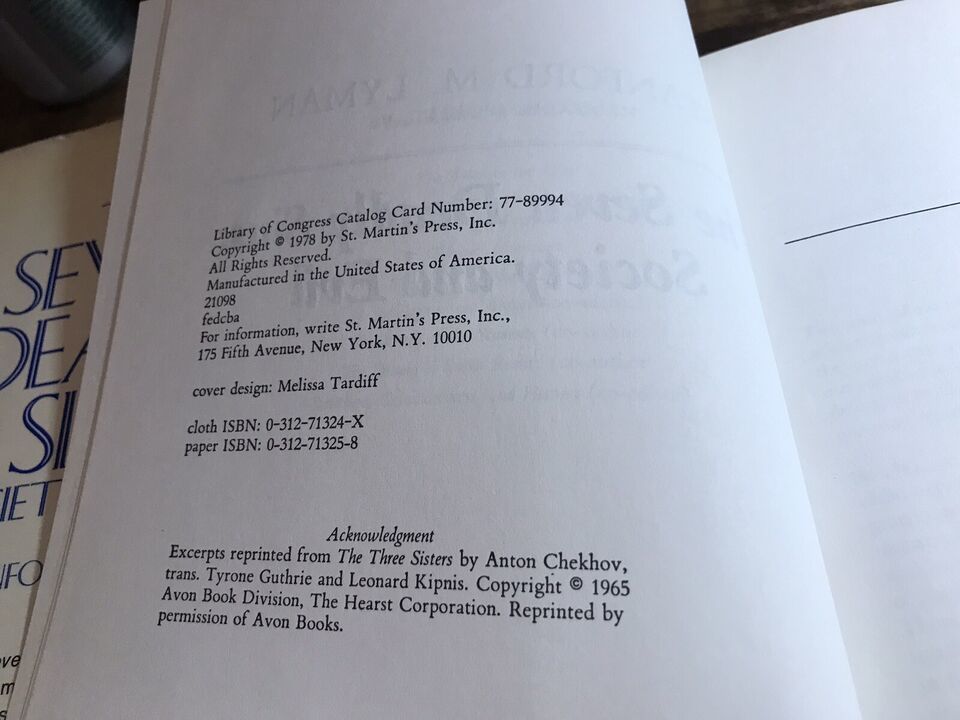 Library of Congress Catalog Card Number: 77-89994
Copyright © 1978 by St. Martin's Press, Inc.
All Rights Reserved.
Manufactured in the United States of America.
21098
fedcba
For information, write St. Martin's Press, Inc.,
175 Fifth Avenue, New York, N.Y. 10010
cover design: Melissa Tardiff
cloth ISBN: 0-312-71324-X
paper ISBN: 0-312-71325-8
Acknowledgment
Excerpts reprinted from The Three Sisters by Anton Chekhov,
trans. Tyrone Guthrie and Leonard Kipnis. Copyright © 1965
Avon Book Division, The Hearst Corporation. Reprinted by
permission of Avon Books.